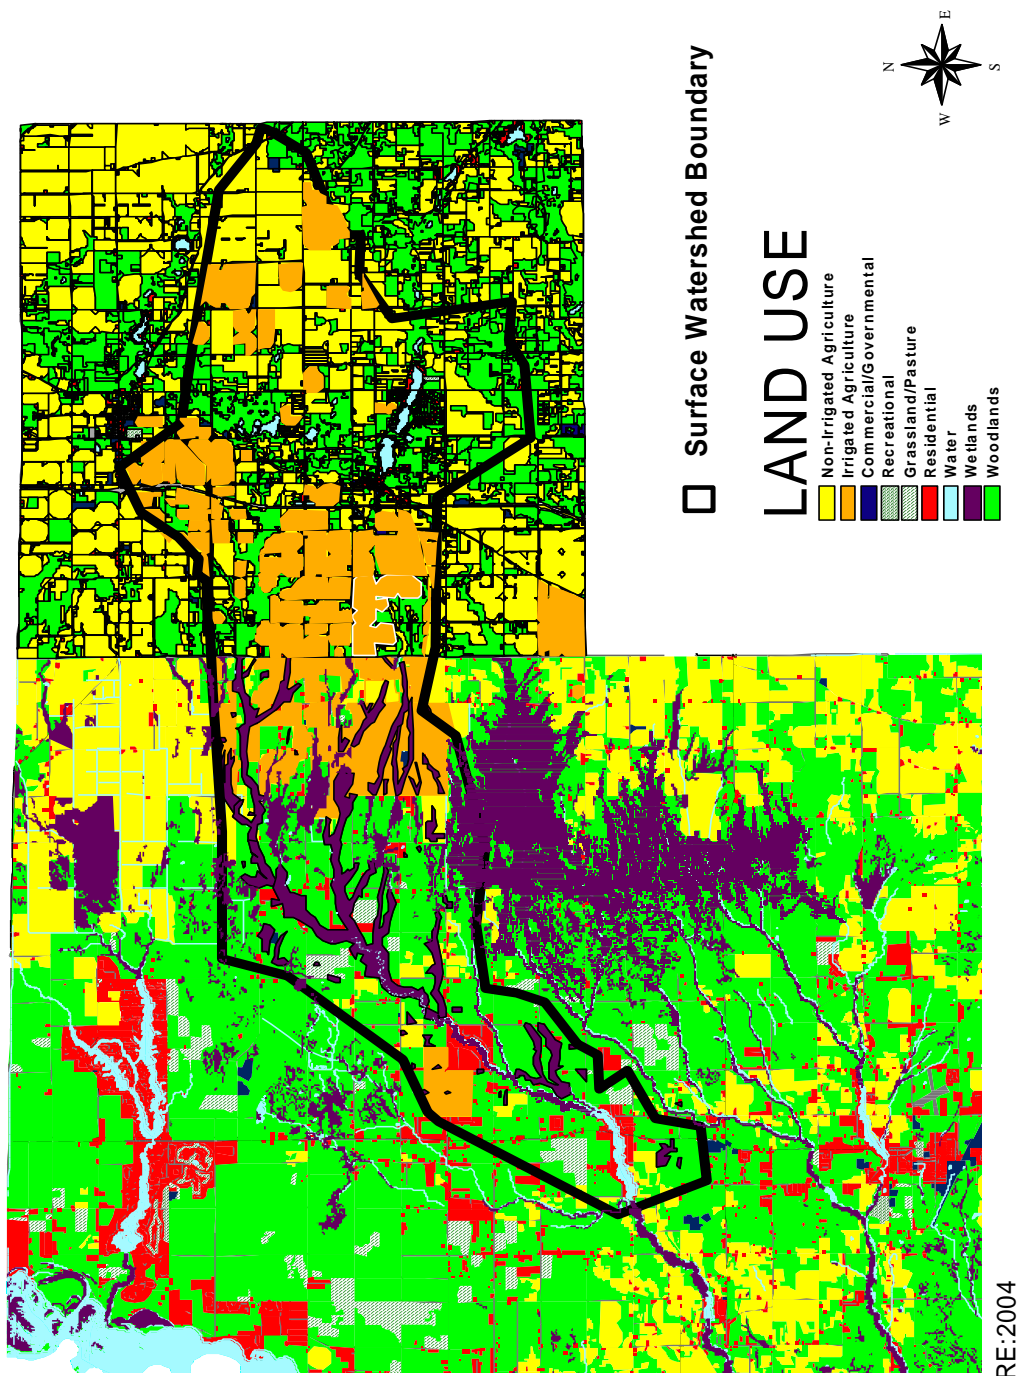 N
E
W
S
Surface Watershed Boundary
LAND USE
Non-Irrigated Agriculture
Irrigated Agriculture
Commercial/Governmental
Recreational
Grassland/Pasture
Residential
Water
Wetlands
Woodlands
RE:2004